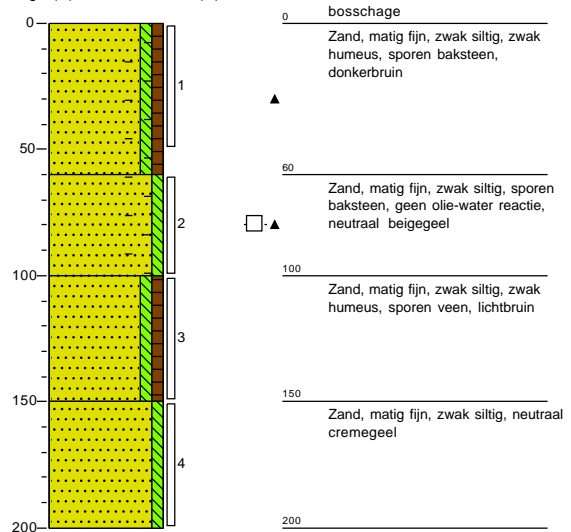 0
50
100
150
200
1
2
3
4
0
bosschage
Zand, matig fijn, zwak siltig, zwak
humeus, sporen baksteen,
donkerbruin
60
Zand, matig fijn, zwak siltig, sporen
baksteen, geen olie-water reactie,
neutraal beigegeel
100
Zand, matig fijn, zwak siltig, zwak
humeus, sporen veen, lichtbruin
150
Zand, matig fijn, zwak siltig, neutraal
cremegeel
200